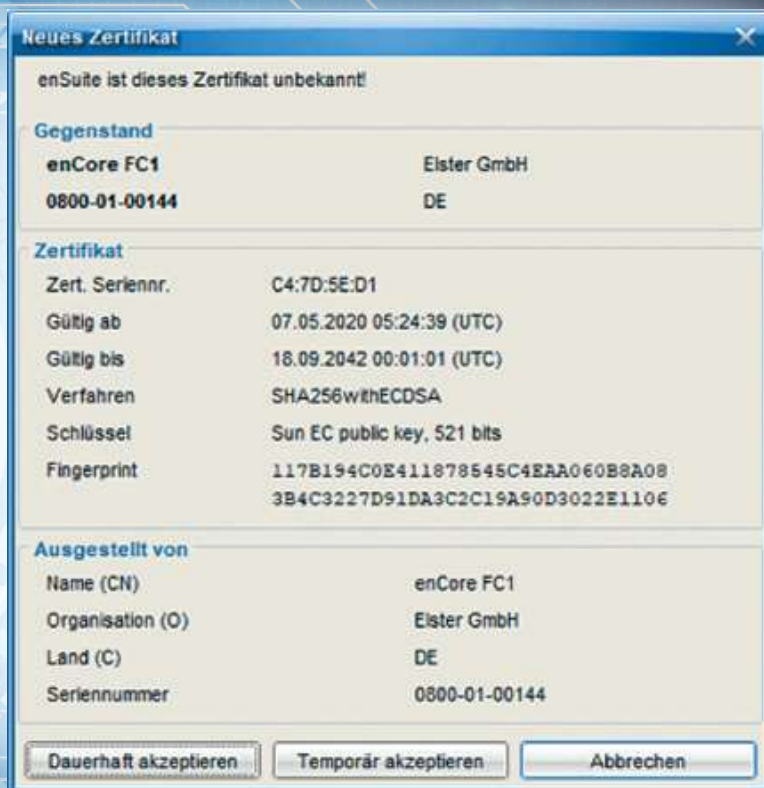 Neues Zertifikat
enSuite ist dieses Zertifikat unbekannt!
Gegenstand
enCore FC1 Elster GmbH
0800-01-00144 DE
Zertifikat
Zert. Seriennr. C4:7D:5E:D1
Gültig ab 07.05.2020 05:24:39 (UTC)
Gültig bis 18.09.2042 00:01:01 (UTC)
Verfahren SHA256withECDSA
Schlüssel Sun EC public key, 521 bits
Fingerprint 117B194C0E411878545C4EAA060B8A08
3B4C3227D91DA3C2C19A90D3022E1106
Ausgestellt von
Name (CN) enCore FC1
Organisation (O) Elster GmbH
Land (C) DE
Seriennummer 0800-01-00144
Dauerhaft akzeptieren Temporär akzeptieren Abbrechen